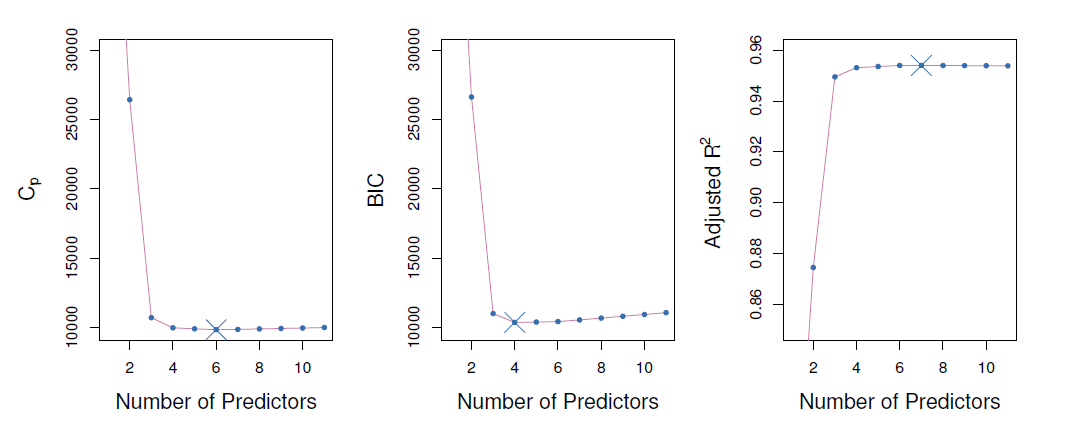 Cp
30000
25000
20000
15000
10000
2 4 6 8 10
Number of Predictors
BIC
30000
25000
20000
15000
10000
2 4 6 8 10
Number of Predictors
Adjusted R²
0.96
0.94
0.92
0.90
0.88
0.86
2 4 6 8 10
Number of Predictors